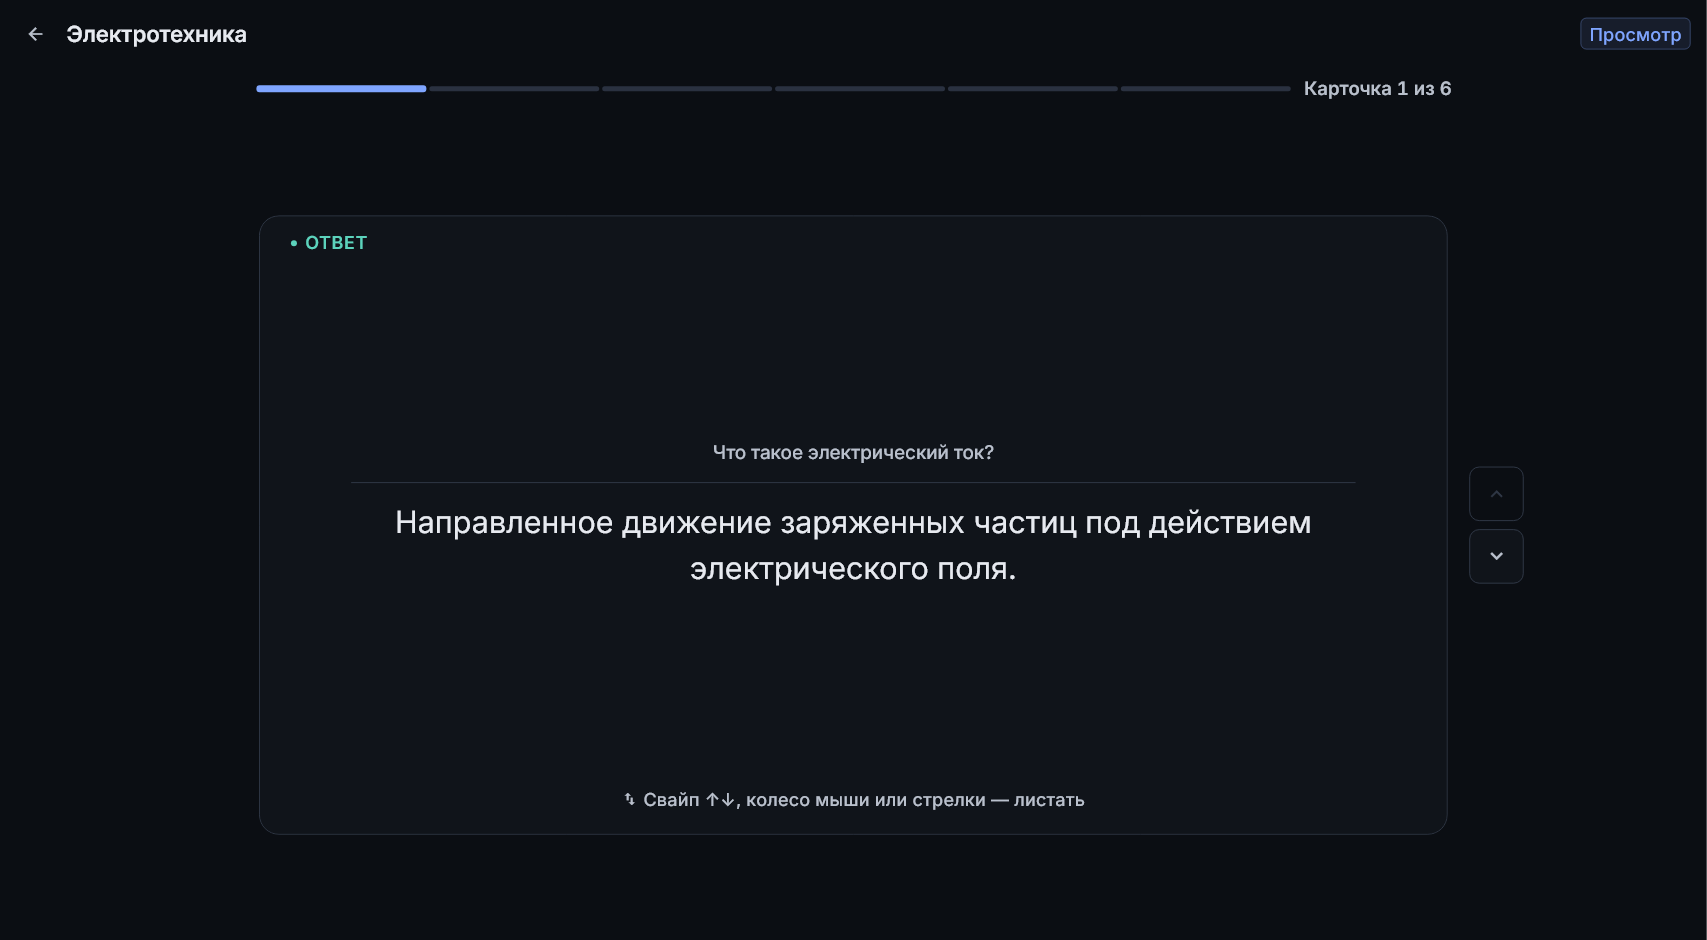 ← Электротехника
Просмотр
Карточка 1 из 6
• ОТВЕТ
Что такое электрический ток?
Направленное движение заряженных частиц под действием
электрического поля.
Свайп ↑↓, колесо мыши или стрелки — листать